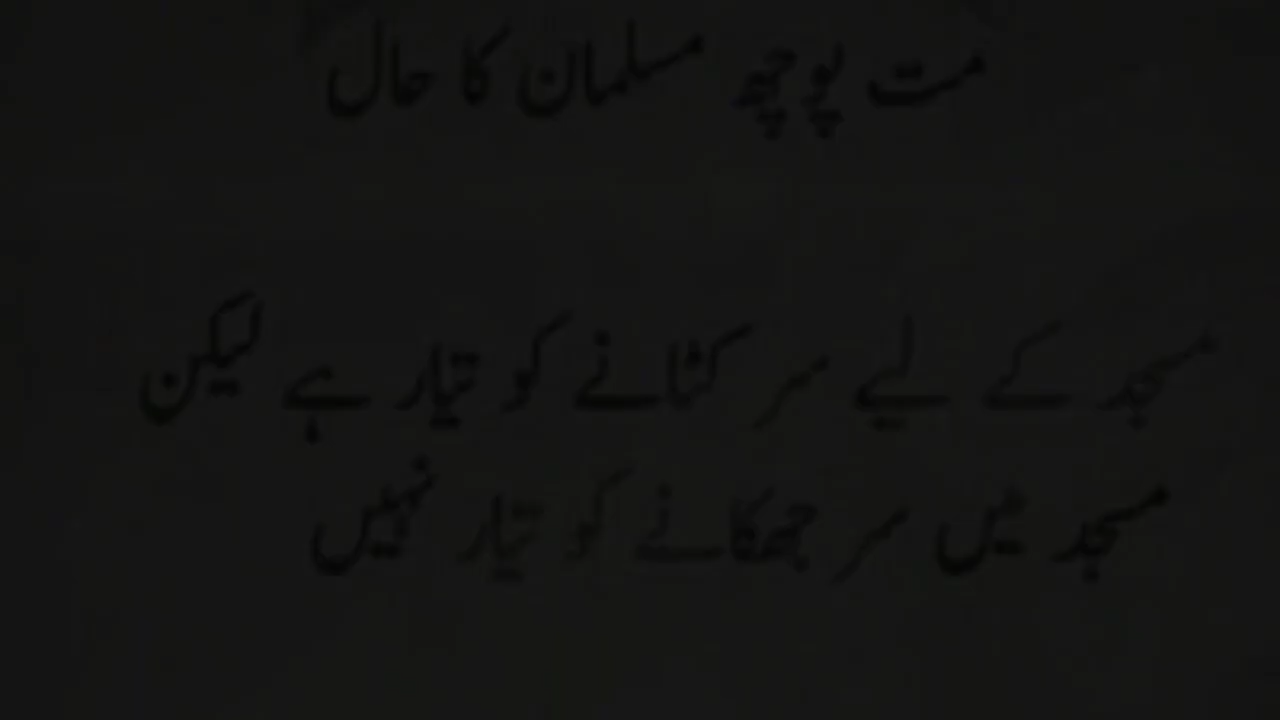 مت پوچھ مسلمان کا حال
مسجد کے لیے سر کٹانے کو تیار ہے لیکن
مسجد میں سر جھکانے کو تیار نہیں